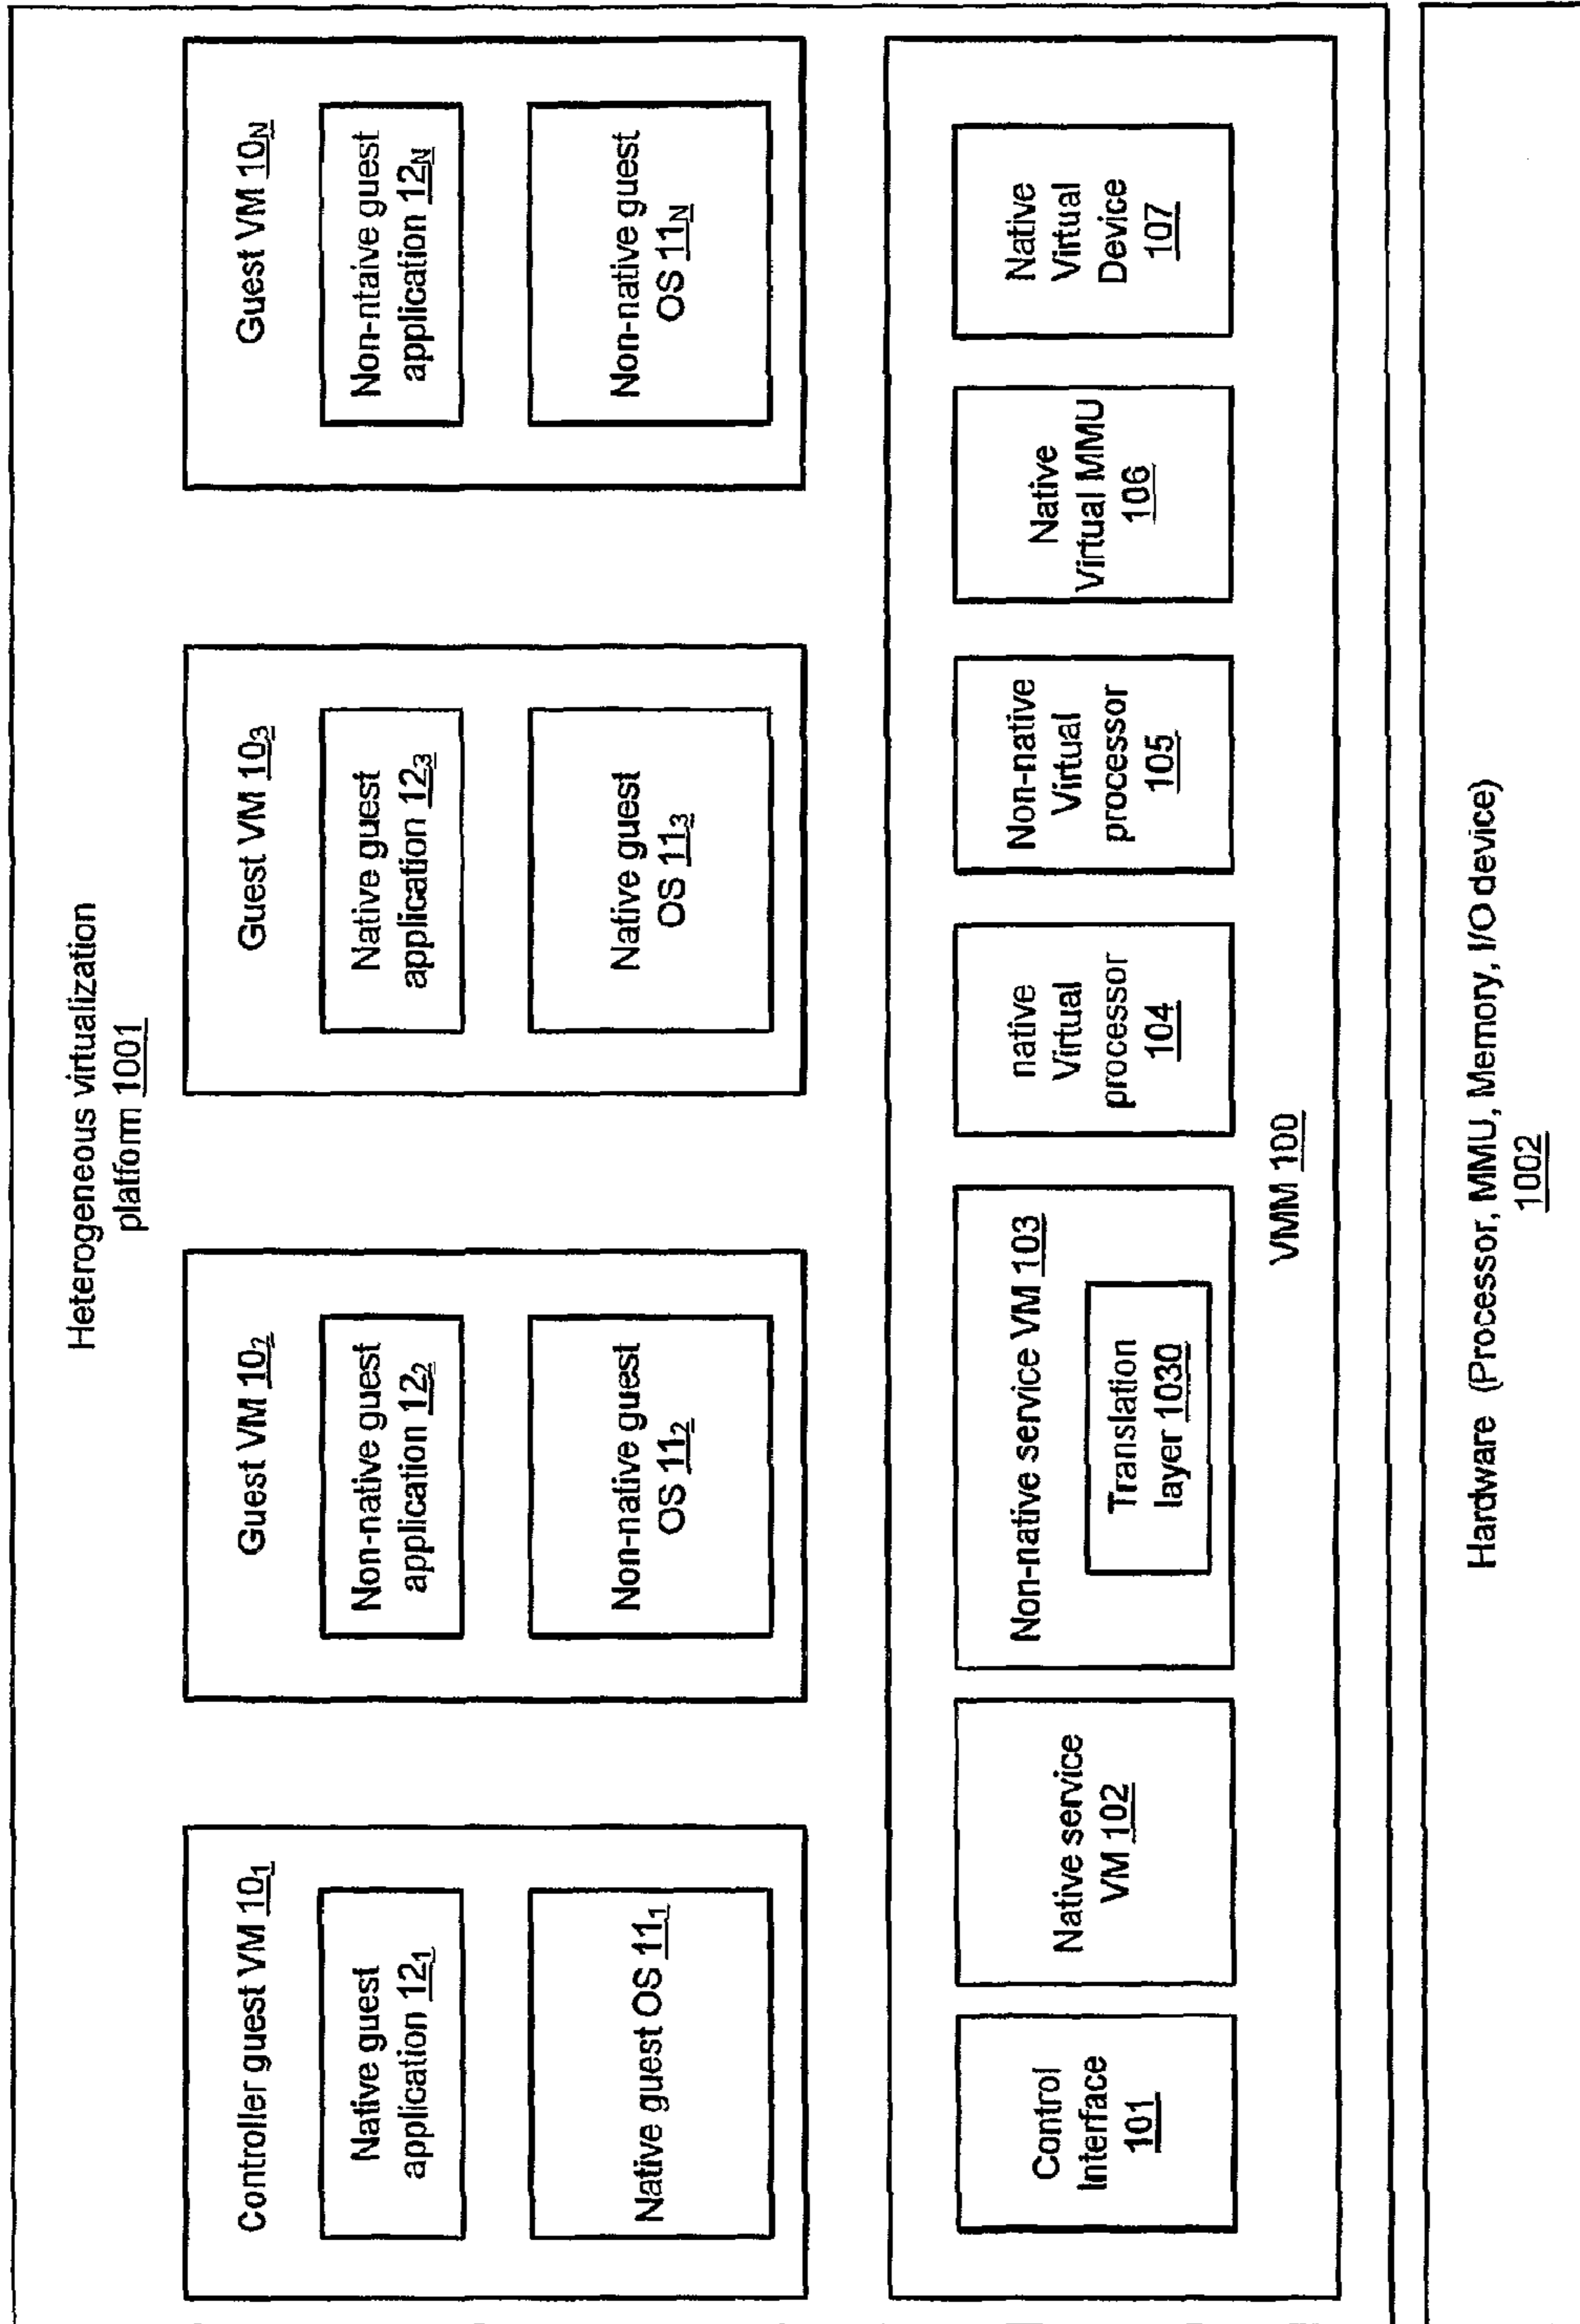 Heterogeneous virtualization
platform 1001
Controller guest VM 10₁
Native guest
application 12₁
Native guest OS 11₁
Guest VM 10₂
Non-native guest
application 12₂
Non-native guest
OS 11₂
Guest VM 10₃
Native guest
application 12₃
Native guest
OS 11₃
Guest VM 10N
Non-ntaive guest
application 12N
Non-native guest
OS 11N
Control
Interface
101
Native service
VM 102
Non-native service VM 103
Translation
layer 1030
native
Virtual
processor
104
Non-native
Virtual
processor
105
Native
Virtual MMU
106
Native
Virtual
Device
107
VMM 100
Hardware (Processor, MMU, Memory, I/O device)
1002